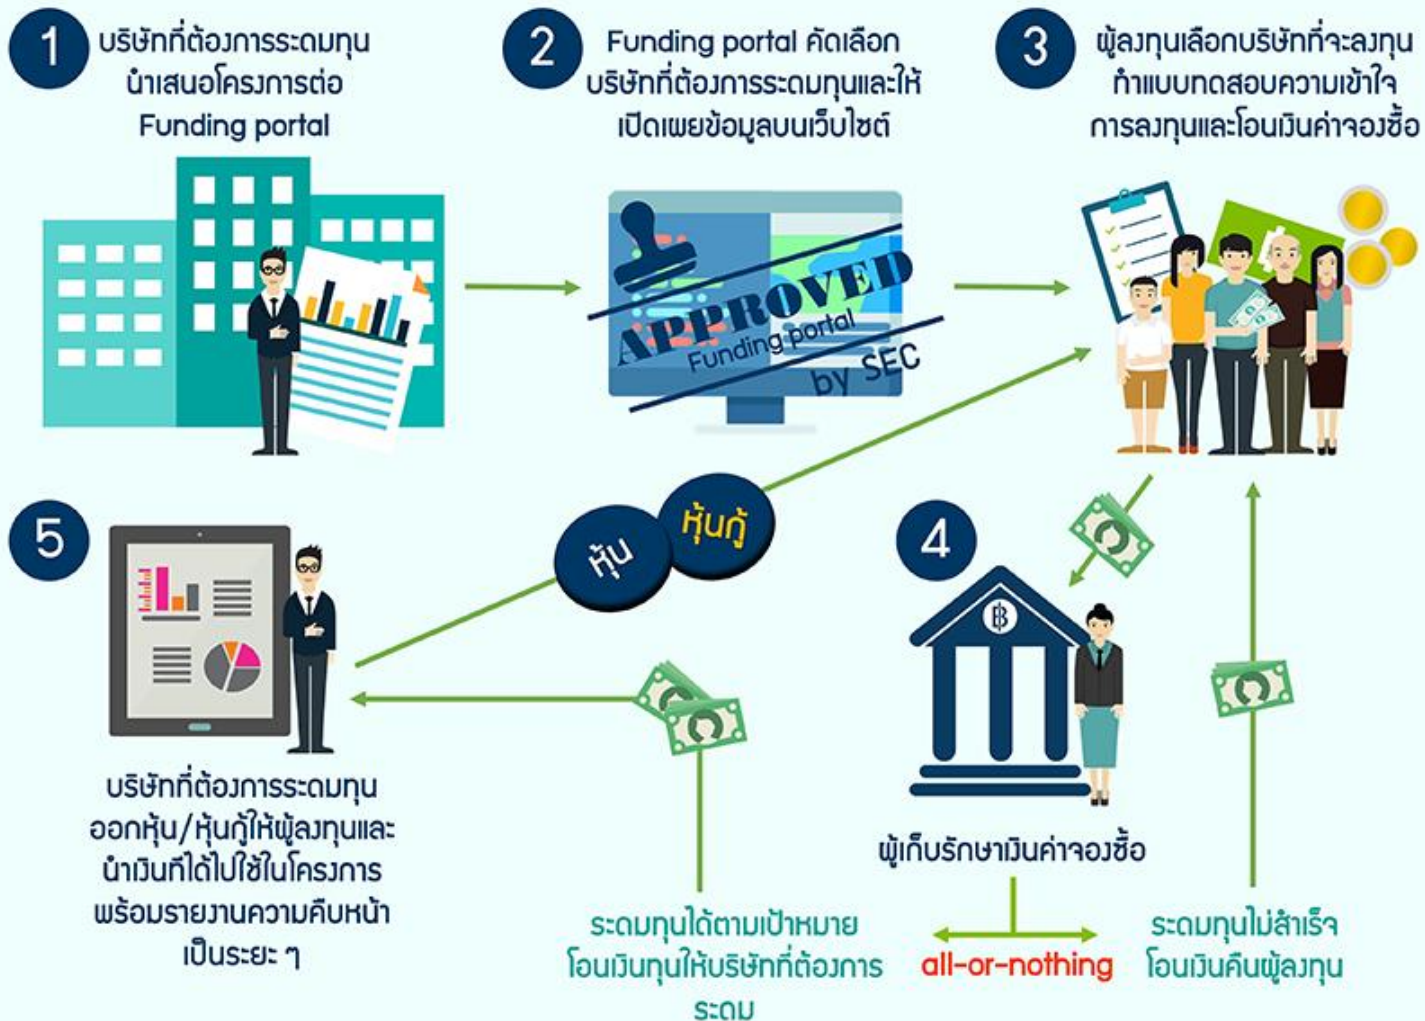 1
บริษัทที่ต้องการระดมทุน
นำเสนอโครงการต่อ
Funding portal
2
Funding portal คัดเลือก
บริษัทที่ต้องการระดมทุนและให้
เปิดเผยข้อมูลบนเว็บไซต์
3
ผู้ลงทุนเลือกบริษัทที่จะลงทุน
ทำแบบทดสอบความเข้าใจ
การลงทุนและโอนเงินค่าจองซื้อ
APPROVED
Funding portal
by SEC
หุ้น
หุ้นกู้
4
฿
ผู้เก็บรักษาเงินค่าจองซื้อ
5
บริษัทที่ต้องการระดมทุน
ออกหุ้น/หุ้นกู้ให้ผู้ลงทุนและ
นำเงินทีได้ไปใช้ในโครงการ
พร้อมรายงานความคืบหน้า
เป็นระยะ ๆ
ระดมทุนได้ตามเป้าหมาย
โอนเงินทุนให้บริษัทที่ต้องการ
ระดม
all-or-nothing
ระดมทุนไม่สำเร็จ
โอนเงินคืนผู้ลงทุน